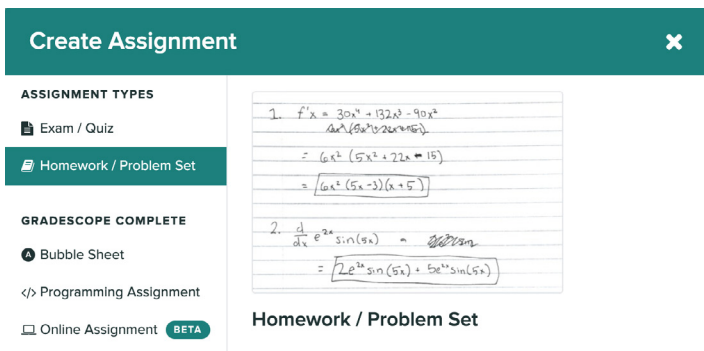 Create Assignment
ASSIGNMENT TYPES
Exam / Quiz
Homework / Problem Set
GRADESCOPE COMPLETE
A Bubble Sheet
</> Programming Assignment
Online Assignment BETA
1. f'x = 30x⁴ + 132x³ - 90x²
= 6x² (5x² + 22x - 15)
= 6x² (5x - 3)(x + 5)
2. d/dx e²ˣ sin(5x) =
= 2e²ˣ sin(5x) + 5e²ˣ sin(5x)
Homework / Problem Set